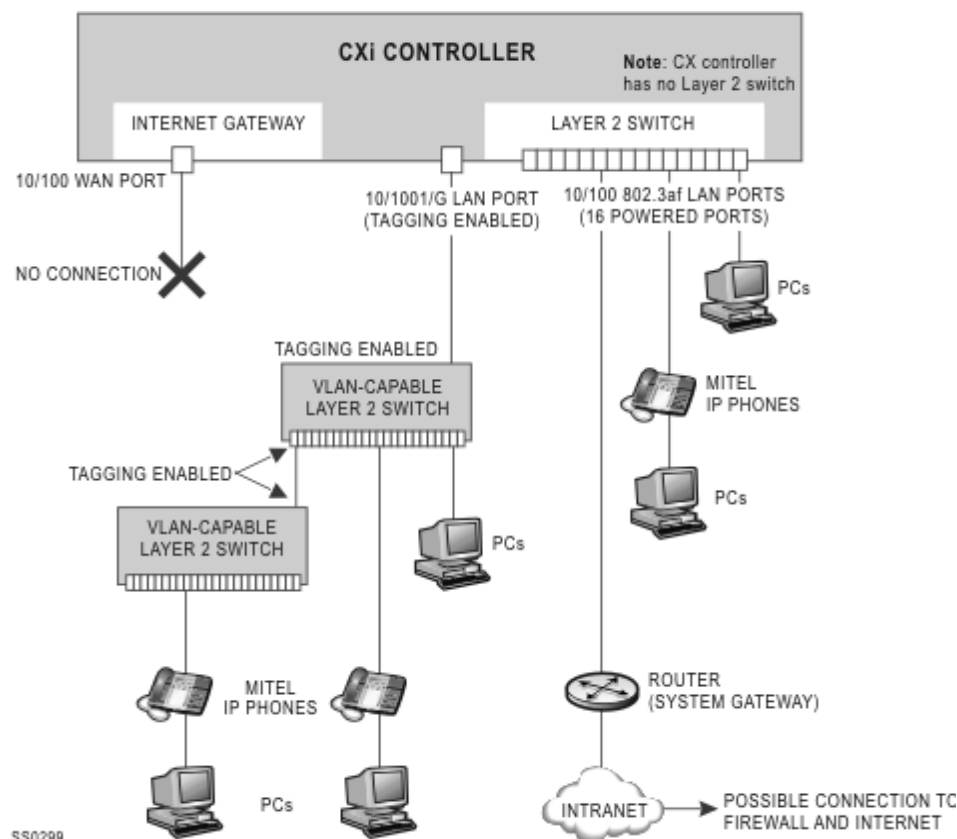 CXi CONTROLLER
Note: CX controller
has no Layer 2 switch
INTERNET GATEWAY
LAYER 2 SWITCH
10/100 WAN PORT
10/1001/G LAN PORT
(TAGGING ENABLED)
10/100 802.3af LAN PORTS
(16 POWERED PORTS)
NO CONNECTION
PCs
TAGGING ENABLED
VLAN-CAPABLE
LAYER 2 SWITCH
MITEL
IP PHONES
TAGGING ENABLED
PCs
VLAN-CAPABLE
LAYER 2 SWITCH
PCs
MITEL
IP PHONES
ROUTER
(SYSTEM GATEWAY)
PCs
INTRANET
POSSIBLE CONNECTION TO
FIREWALL AND INTERNET
SS0299